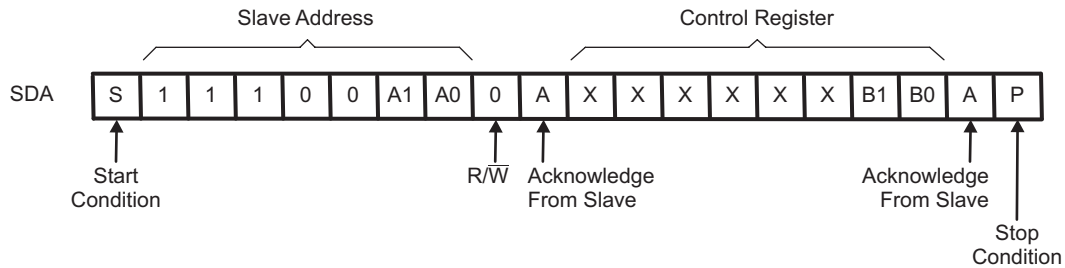 Slave Address Control Register
SDA S 1 1 1 0 0 A1 A0 0 A X X X X X X B1 B0 A P
Start Condition
R/W̅
Acknowledge From Slave
Acknowledge From Slave
Stop Condition